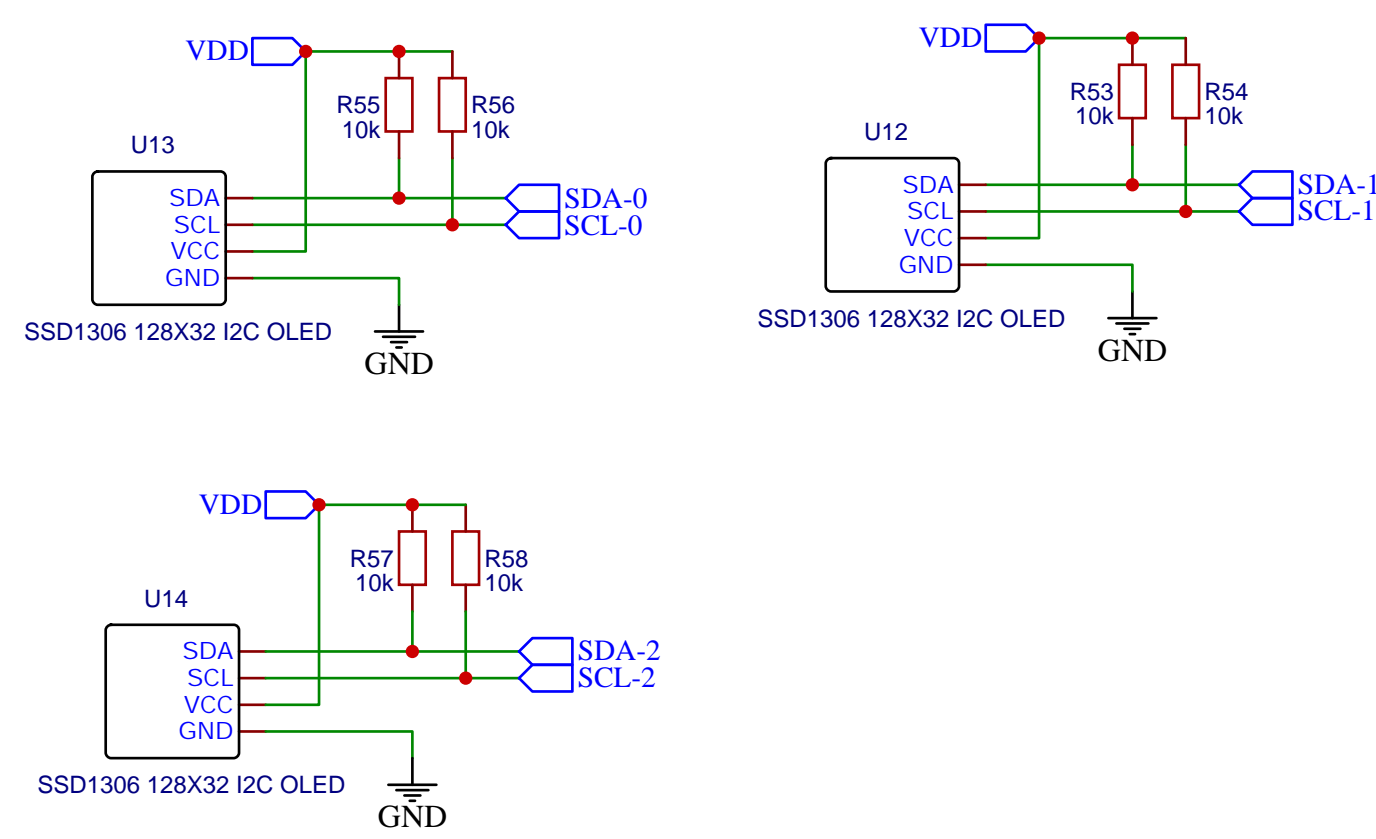 VDD
R55
10k
R56
10k
U13
SDA
SCL
VCC
GND
SDA-0
SCL-0
SSD1306 128X32 I2C OLED
GND
VDD
R53
10k
R54
10k
U12
SDA
SCL
VCC
GND
SDA-1
SCL-1
SSD1306 128X32 I2C OLED
GND
VDD
R57
10k
R58
10k
U14
SDA
SCL
VCC
GND
SDA-2
SCL-2
SSD1306 128X32 I2C OLED
GND